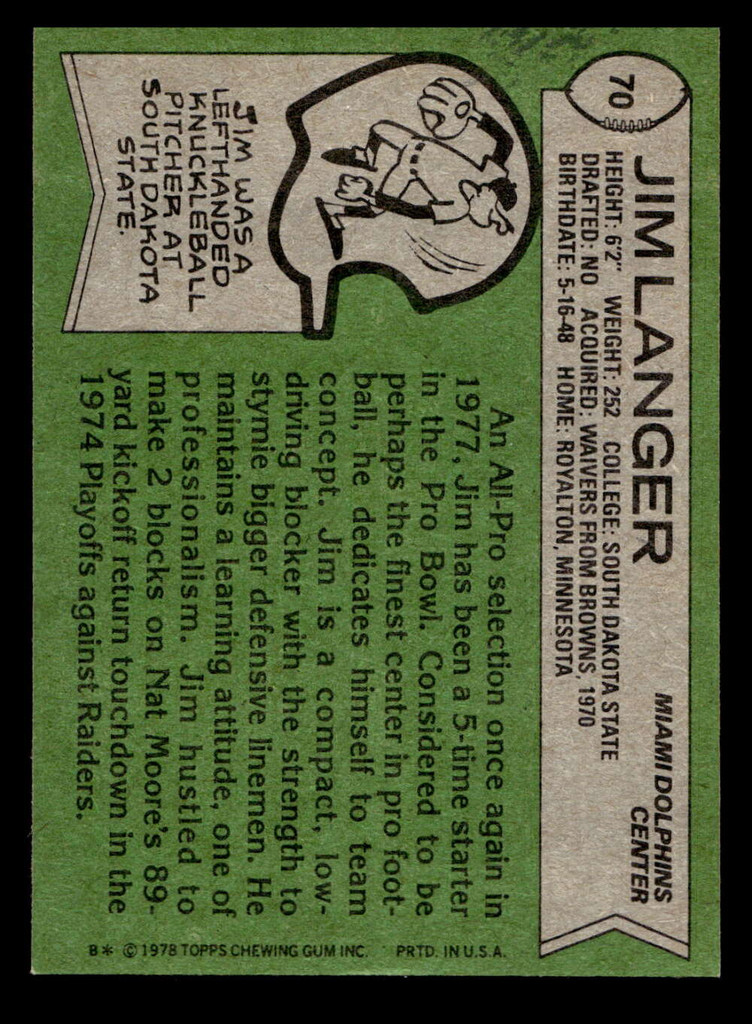 70
JIM LANGER
MIAMI DOLPHINS
CENTER
HEIGHT: 6'2" WEIGHT: 252 COLLEGE: SOUTH DAKOTA STATE
DRAFTED: NO ACQUIRED: WAIVERS FROM BROWNS, 1970
BIRTHDATE: 5-16-48 HOME: ROYALTON, MINNESOTA
JIM WAS A
LEFTHANDED
KNUCKLEBALL
PITCHER AT
SOUTH DAKOTA
STATE.
An All-Pro selection once again in
1977, Jim has been a 5-time starter
in the Pro Bowl. Considered to be
perhaps the finest center in pro foot-
ball, he dedicates himself to team
concept. Jim is a compact, low-
driving blocker with the strength to
stymie bigger defensive linemen. He
maintains a learning attitude, one of
professionalism. Jim hustled to
make 2 blocks on Nat Moore's 89-
yard kickoff return touchdown in the
1974 Playoffs against Raiders.
B* © 1978 TOPPS CHEWING GUM INC. PRTD. IN U.S.A.